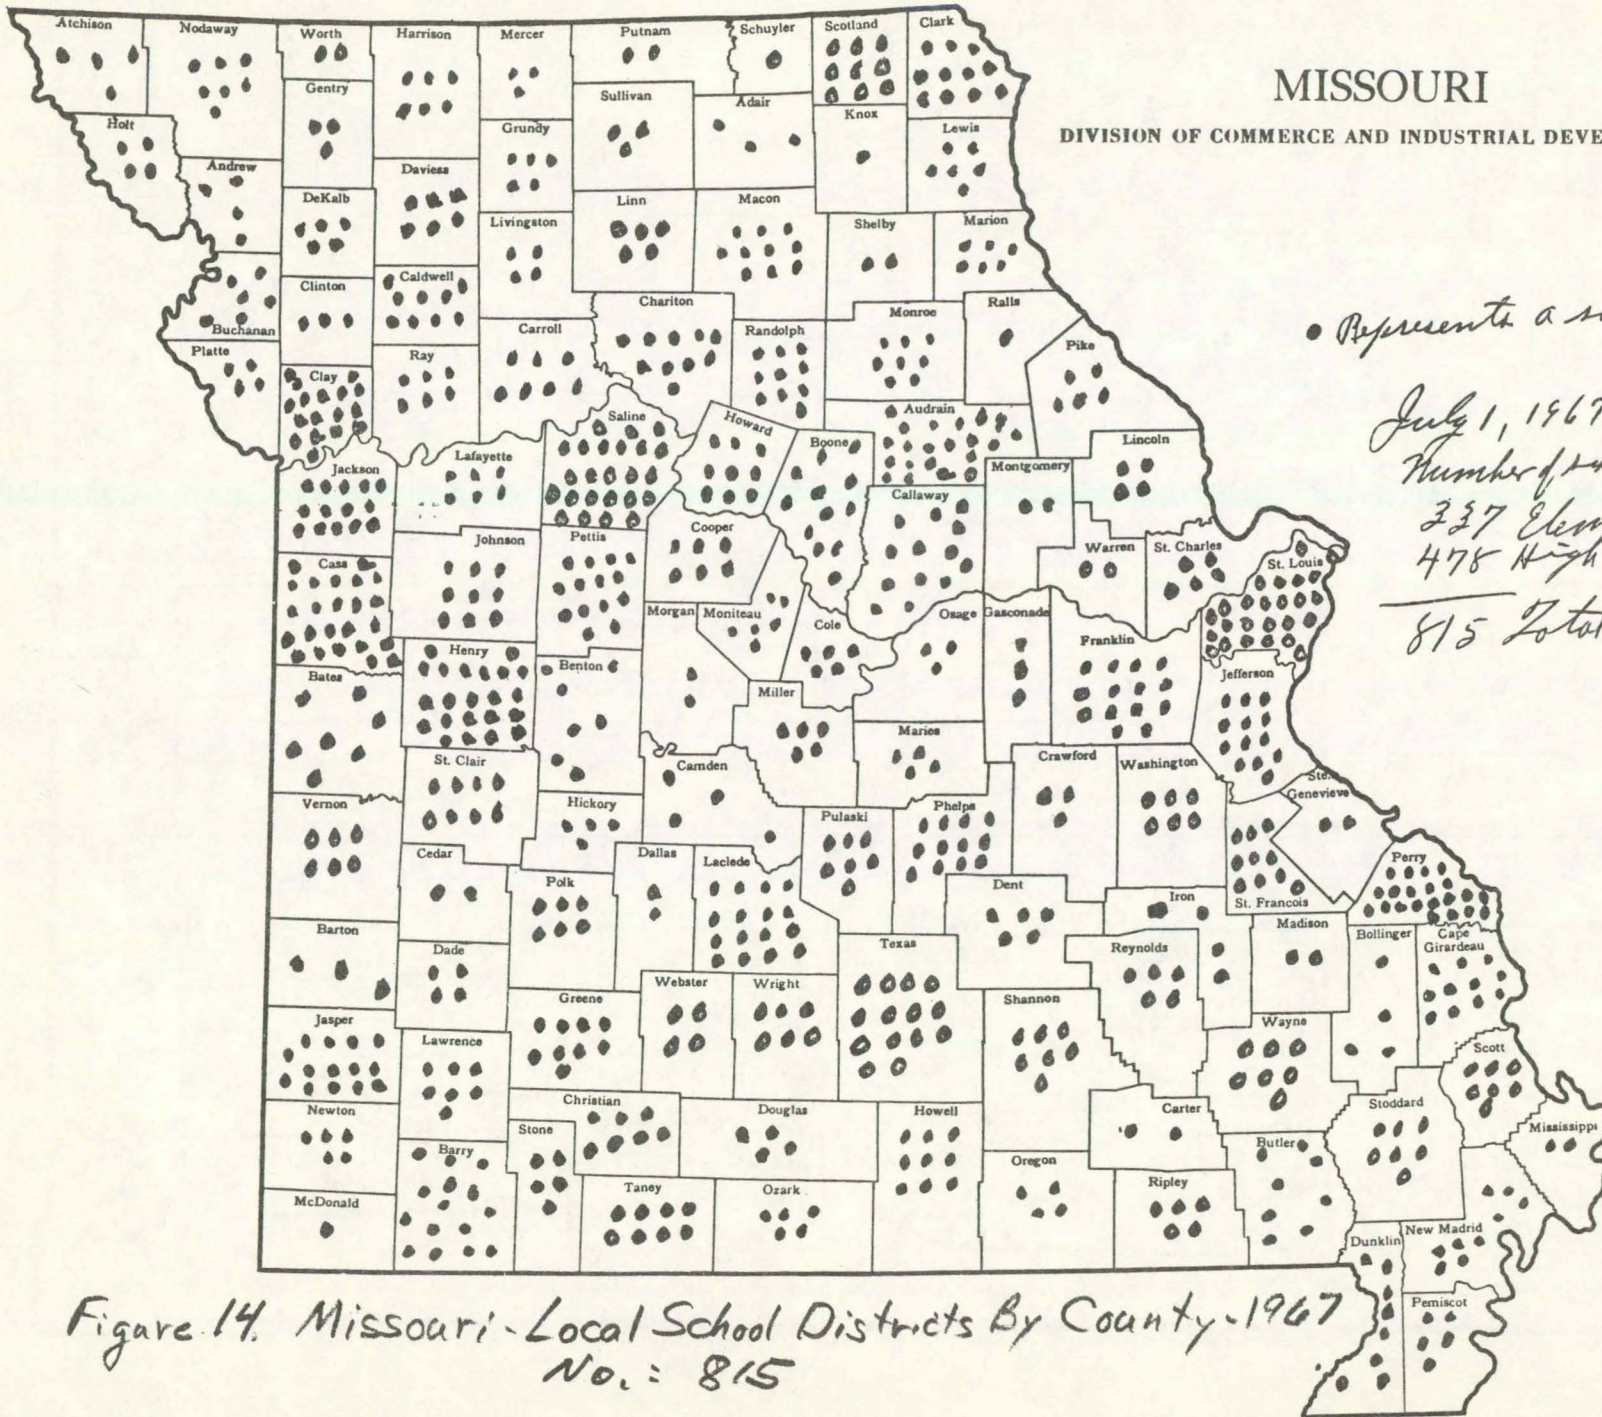 MISSOURI
DIVISION OF COMMERCE AND INDUSTRIAL DEVE
Atchison
Nodaway
Worth
Harrison
Mercer
Putnam
Schuyler
Scotland
Clark
Gentry
Sullivan
Adair
Knox
Lewis
Holt
Grundy
Andrew
Daviess
DeKalb
Linn
Macon
Livingston
Shelby
Marion
Clinton
Caldwell
Chariton
Buchanan
Carroll
Randolph
Monroe
Ralls
Platte
Ray
Pike
Clay
Saline
Howard
Audrain
Boone
Lincoln
Jackson
Lafayette
Montgomery
Callaway
Cooper
Johnson
Pettis
Warren
St. Charles
St. Louis
Cass
Morgan
Moniteau
Cole
Osage
Gasconade
Franklin
Henry
Benton
Bates
Miller
Jefferson
Maries
St. Clair
Camden
Crawford
Washington
Ste.
Genevieve
Vernon
Hickory
Pulaski
Phelps
Cedar
Dallas
Laclede
Perry
Polk
Dent
Iron
St. Francois
Barton
Texas
Madison
Bollinger
Cape
Girardeau
Dade
Reynolds
Webster
Wright
Greene
Shannon
Jasper
Wayne
Lawrence
Scott
Christian
Douglas
Howell
Carter
Stoddard
Newton
Stone
Mississippi
Barry
Butler
Oregon
Taney
Ozark
Ripley
McDonald
Dunklin
New Madrid
Pemiscot
• Represents a
July 1, 1967
Number of
337 Elem
478 High
815 Total
Figure 14. Missouri - Local School Districts By County - 1967
No.: 815